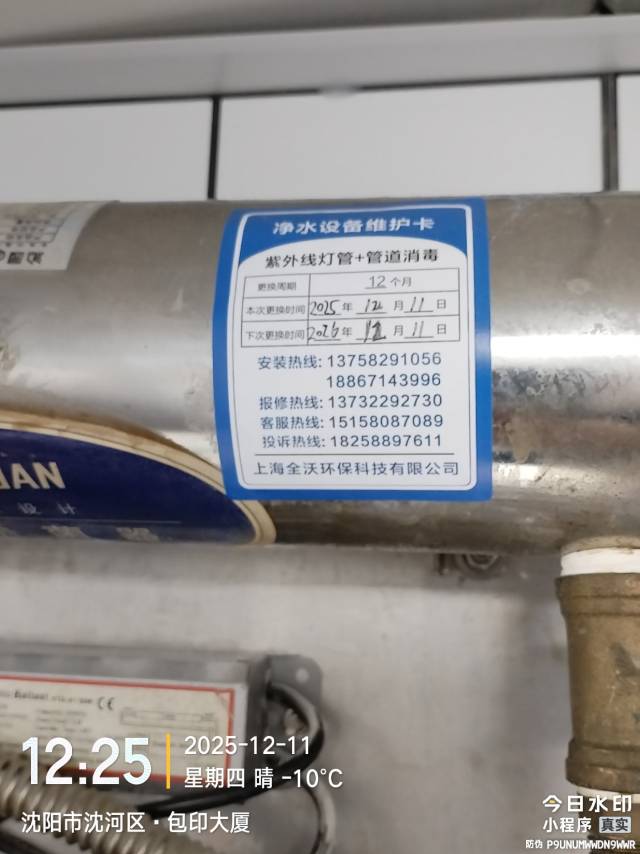 净水设备维护卡
紫外线灯管+管道消毒
更换周期 12个月
本次更换时间 2025年 12月 11日
下次更换时间 2026年 12月 11日
安装热线: 13758291056
18867143996
报修热线: 13732292730
客服热线: 15158087089
投诉热线: 18258897611
上海全沃环保科技有限公司
UAN
设计
Ballast
CE
12:25
2025-12-11
星期四 晴 -10°C
沈阳市沈河区·包印大厦
今日水印
小程序 真实
防伪 P9UNUMWWDN9WWR